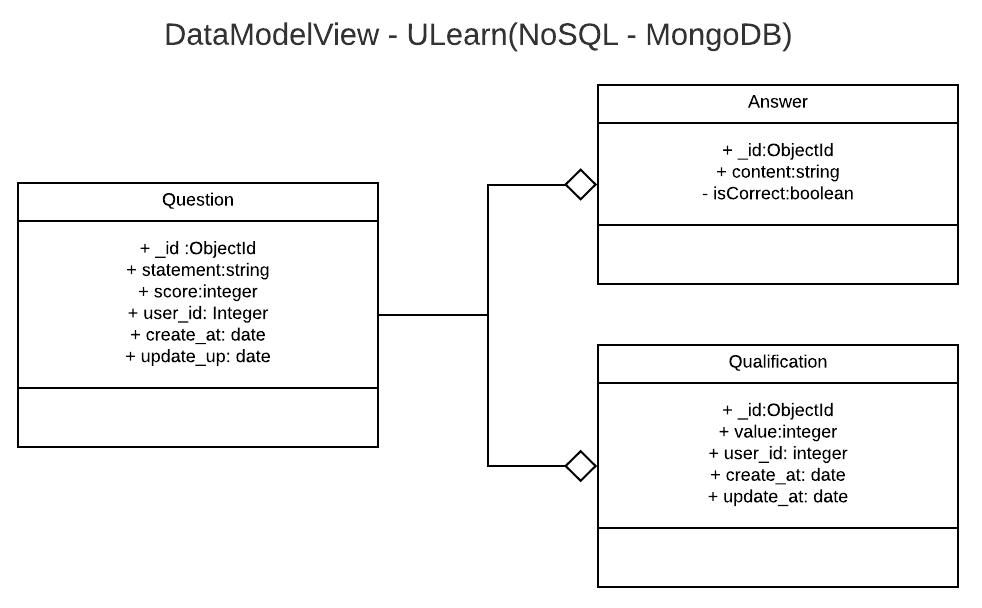 DataModelView - ULearn(NoSQL - MongoDB)
Question
+ _id :ObjectId
+ statement:string
+ score:integer
+ user_id: Integer
+ create_at: date
+ update_up: date
Answer
+ _id:ObjectId
+ content:string
- isCorrect:boolean
Qualification
+ _id:ObjectId
+ value:integer
+ user_id: integer
+ create_at: date
+ update_at: date